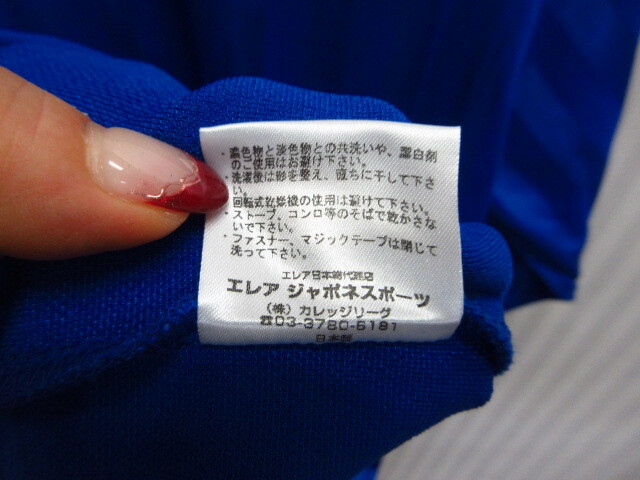 ・濃色物と淡色物との共洗いや、漂白剤
のご使用はお避け下さい。
・洗濯後は形を整え、直ちに干して下さ
い。
・回転式乾燥機の使用は避けて下さい。
・ストーブ、コンロ等のそばで乾かさな
いで下さい。
・ファスナー、マジックテープは閉じて
洗って下さい。
エレア日本総代理店
エレア ジャポネスポーツ
(株) カレッジリーグ
☎03-3780-5181
日本製